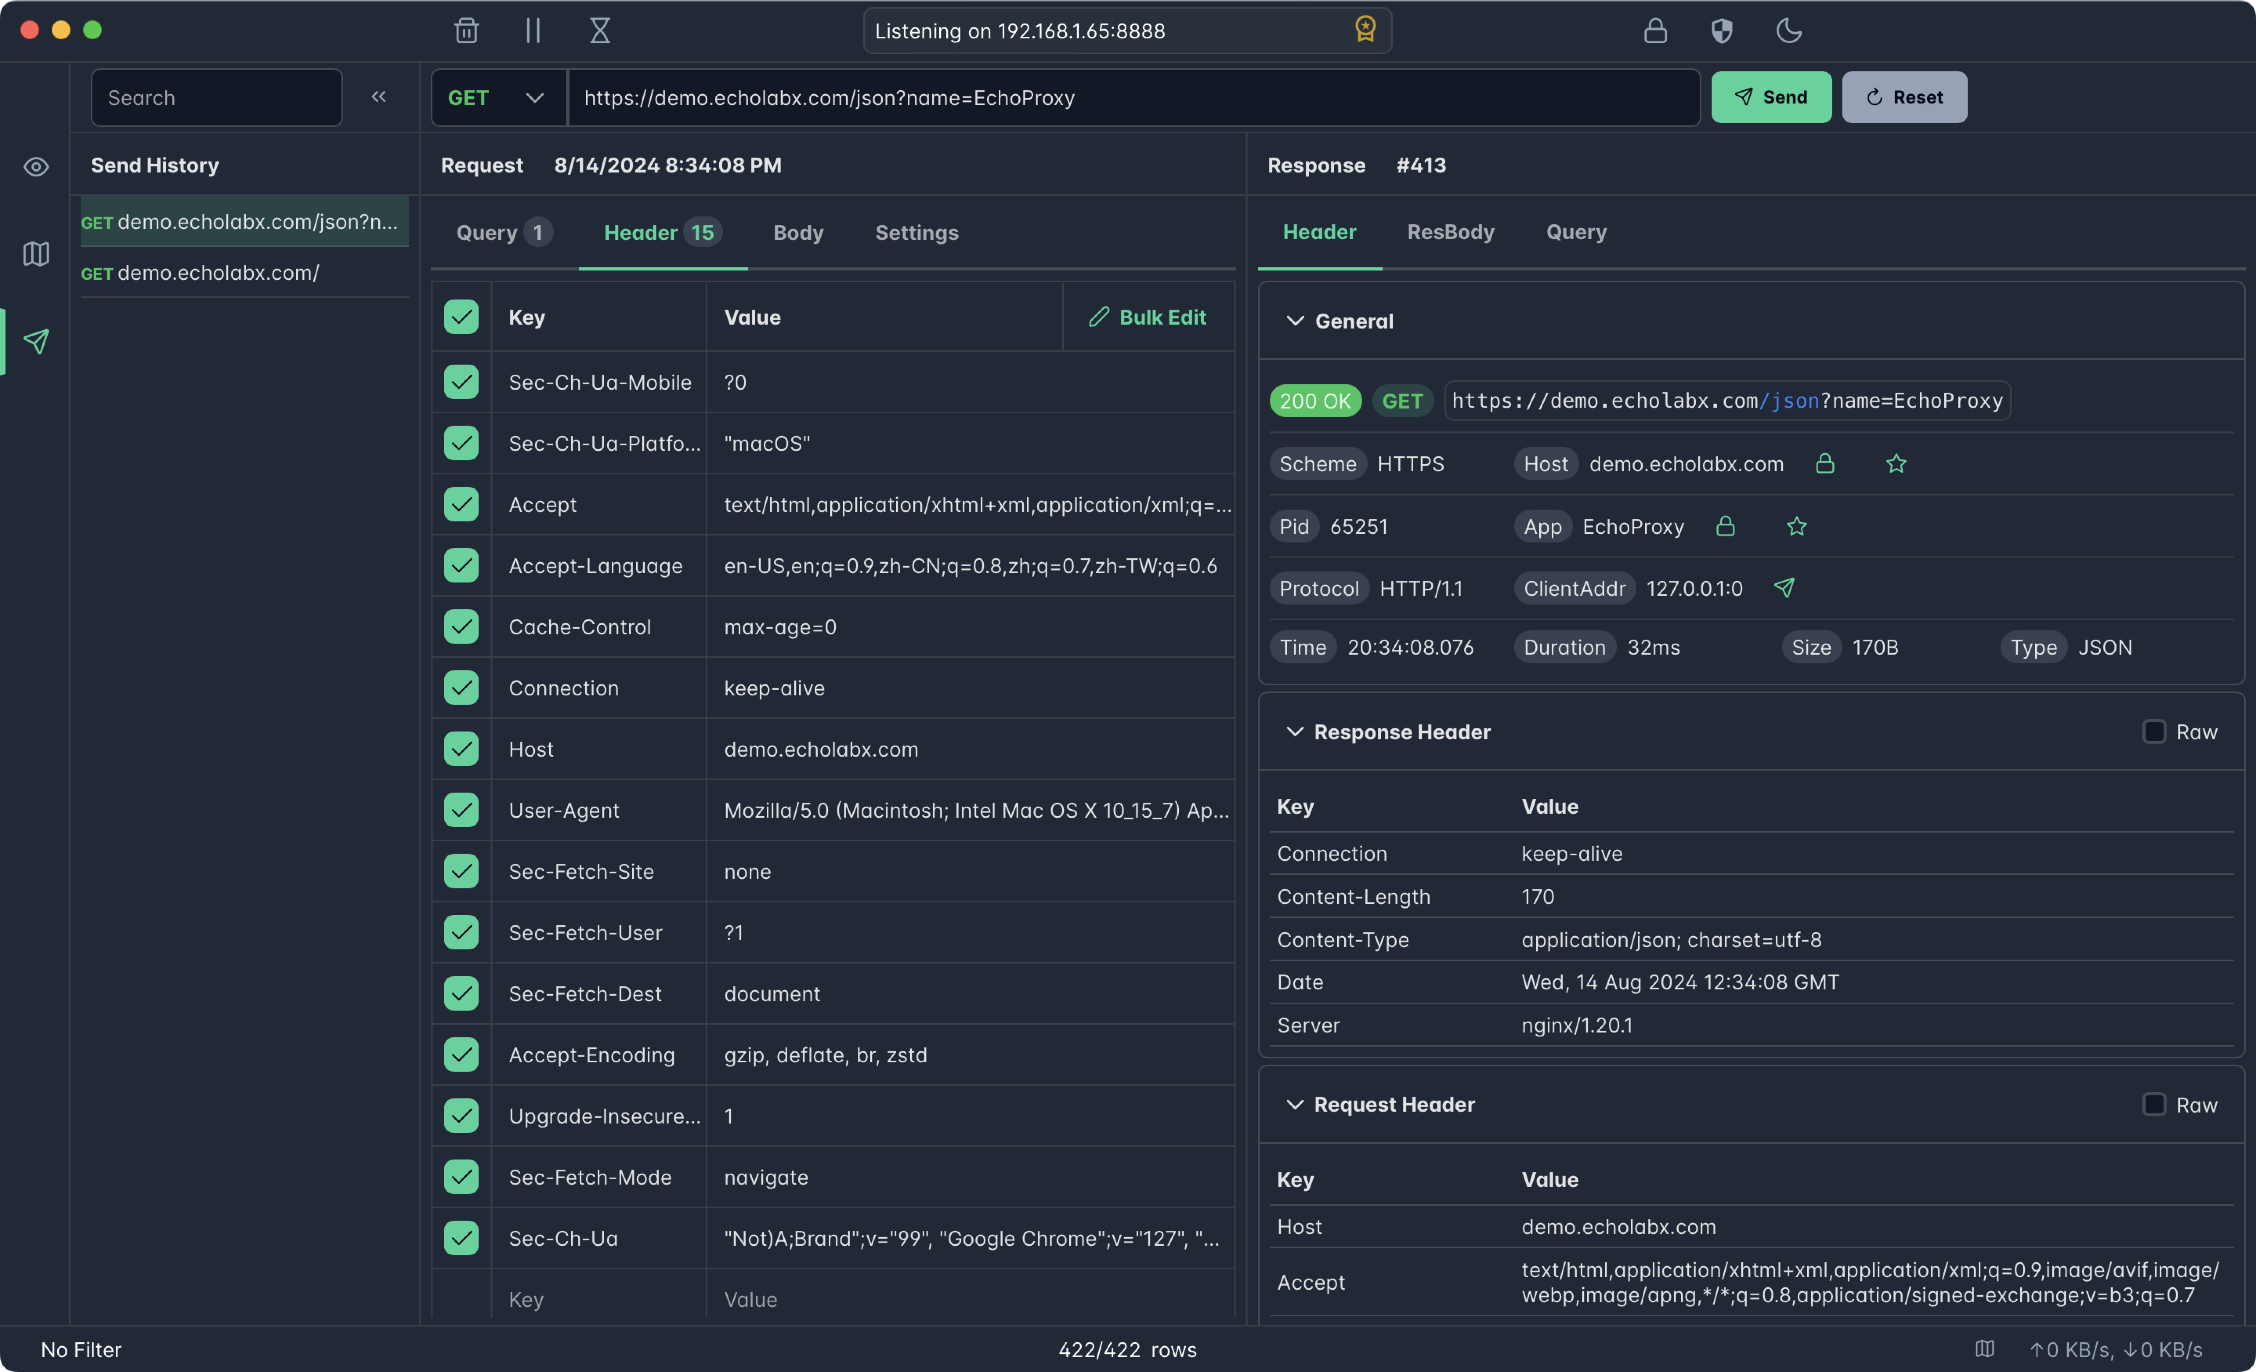 Listening on 192.168.1.65:8888
Search
GET
https://demo.echolabx.com/json?name=EchoProxy
Send
Reset
Send History
GET demo.echolabx.com/json?n...
GET demo.echolabx.com/
Request 8/14/2024 8:34:08 PM
Query 1
Header 15
Body
Settings
Key Value Bulk Edit
Sec-Ch-Ua-Mobile ?0
Sec-Ch-Ua-Platfo... "macOS"
Accept text/html,application/xhtml+xml,application/xml;q=...
Accept-Language en-US,en;q=0.9,zh-CN;q=0.8,zh;q=0.7,zh-TW;q=0.6
Cache-Control max-age=0
Connection keep-alive
Host demo.echolabx.com
User-Agent Mozilla/5.0 (Macintosh; Intel Mac OS X 10_15_7) Ap...
Sec-Fetch-Site none
Sec-Fetch-User ?1
Sec-Fetch-Dest document
Accept-Encoding gzip, deflate, br, zstd
Upgrade-Insecure... 1
Sec-Fetch-Mode navigate
Sec-Ch-Ua "Not)A;Brand";v="99", "Google Chrome";v="127", "...
Key Value
Response #413
Header
ResBody
Query
General
200 OK GET https://demo.echolabx.com/json?name=EchoProxy
Scheme HTTPS Host demo.echolabx.com
Pid 65251 App EchoProxy
Protocol HTTP/1.1 ClientAddr 127.0.0.1:0
Time 20:34:08.076 Duration 32ms Size 170B Type JSON
Response Header Raw
Key Value
Connection keep-alive
Content-Length 170
Content-Type application/json; charset=utf-8
Date Wed, 14 Aug 2024 12:34:08 GMT
Server nginx/1.20.1
Request Header Raw
Key Value
Host demo.echolabx.com
Accept text/html,application/xhtml+xml,application/xml;q=0.9,image/avif,image/
webp,image/apng,*/*;q=0.8,application/signed-exchange;v=b3;q=0.7
No Filter
422/422 rows
↑0 KB/s, ↓0 KB/s